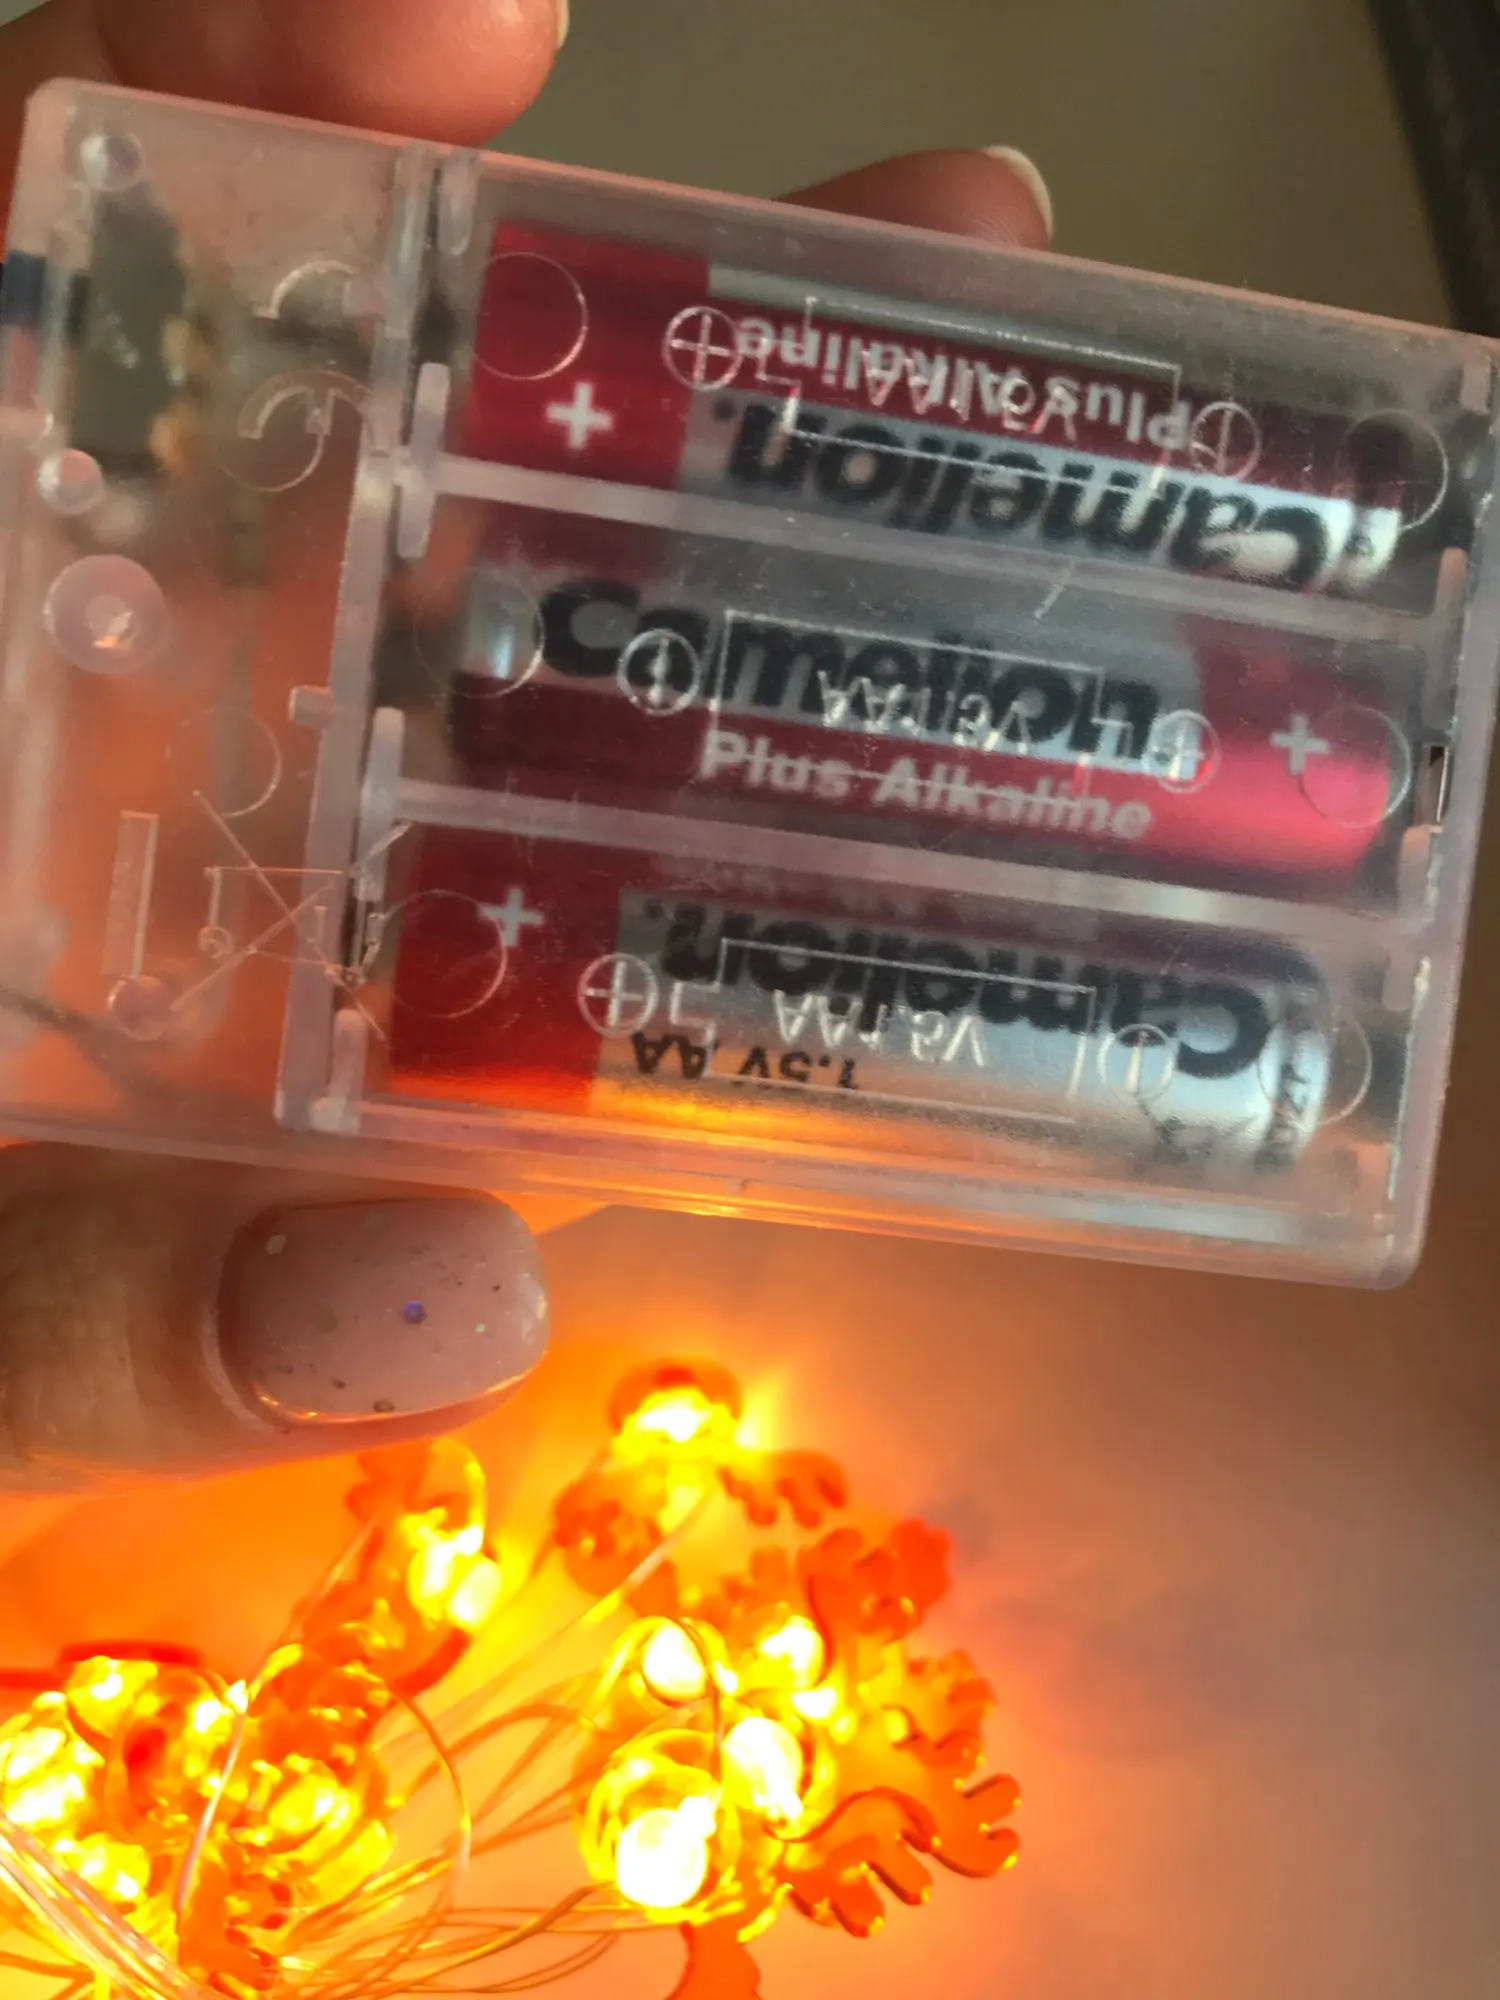 Plus Alkaline
Camelion.
+
Camelion
Plus Alkaline
+
+
Camelion.
1.5V AA